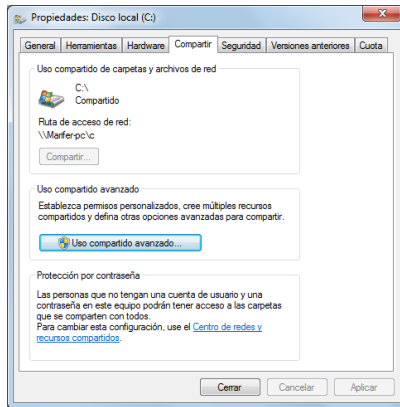 Propiedades: Disco local (C:)
General Herramientas Hardware Compartir Seguridad Versiones anteriores Cuota
Uso compartido de carpetas y archivos de red
C:\
Compartido
Ruta de acceso de red:
\\Marifer-pc\c
Compartir...
Uso compartido avanzado
Establezca permisos personalizados, cree múltiples recursos
compartidos y defina otras opciones avanzadas para compartir.
Uso compartido avanzado...
Protección por contraseña
Las personas que no tengan una cuenta de usuario y una
contraseña en este equipo podrán tener acceso a las carpetas
que se comparten con todos.
Para cambiar esta configuración, use el Centro de redes y
recursos compartidos.
Cerrar Cancelar Aplicar